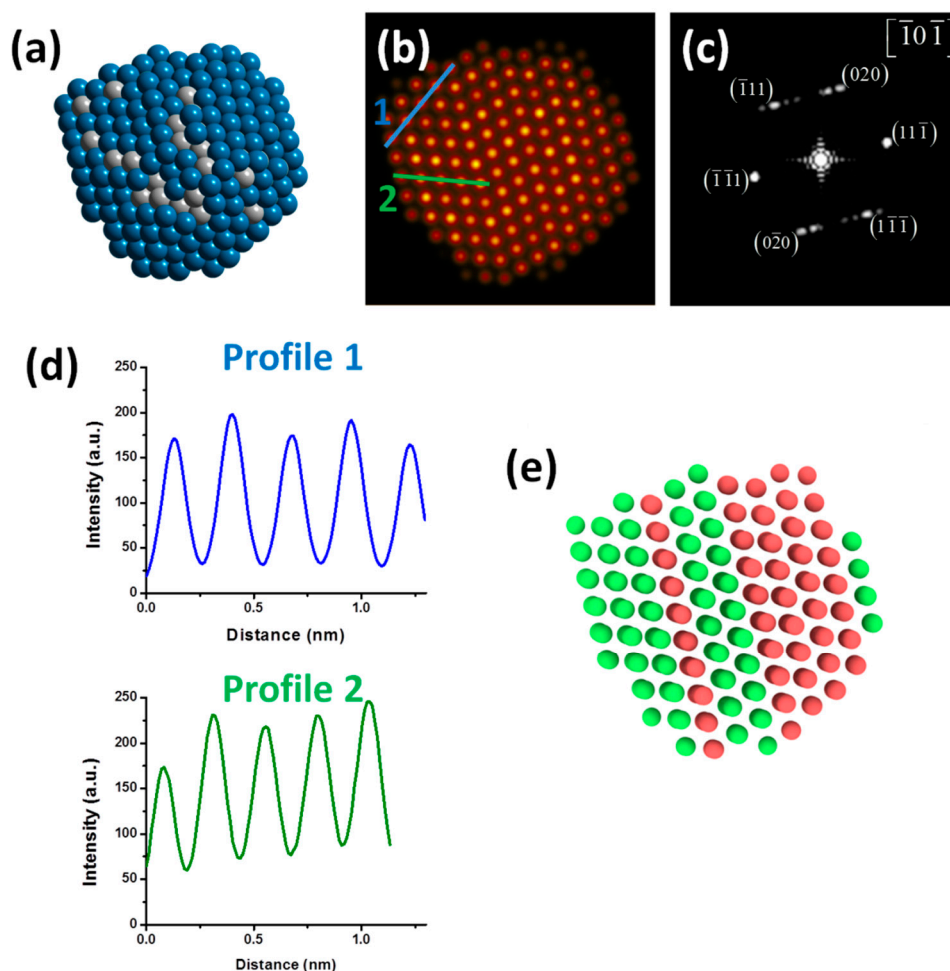 (a)
(b)
(c)
[1̅01̅]
(1̅11)
(020)
(111̅)
(1̅1̅1)
(02̅0)
(11̅1̅)
1
2
(d)
Profile 1
250
200
150
100
50
0
Intensity (a.u.)
0.0
0.5
1.0
Distance (nm)
(e)
Profile 2
250
200
150
100
50
0
Intensity (a.u.)
0.0
0.5
1.0
Distance (nm)